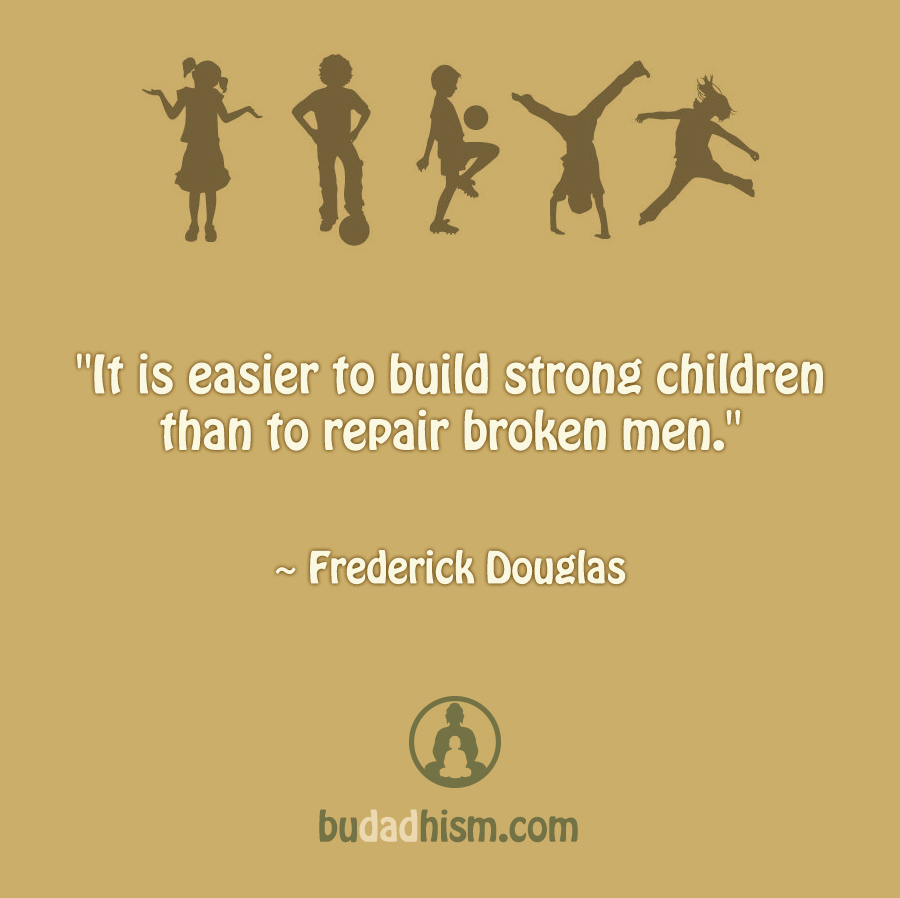 "It is easier to build strong children
than to repair broken men."
~ Frederick Douglas
budadhism.com